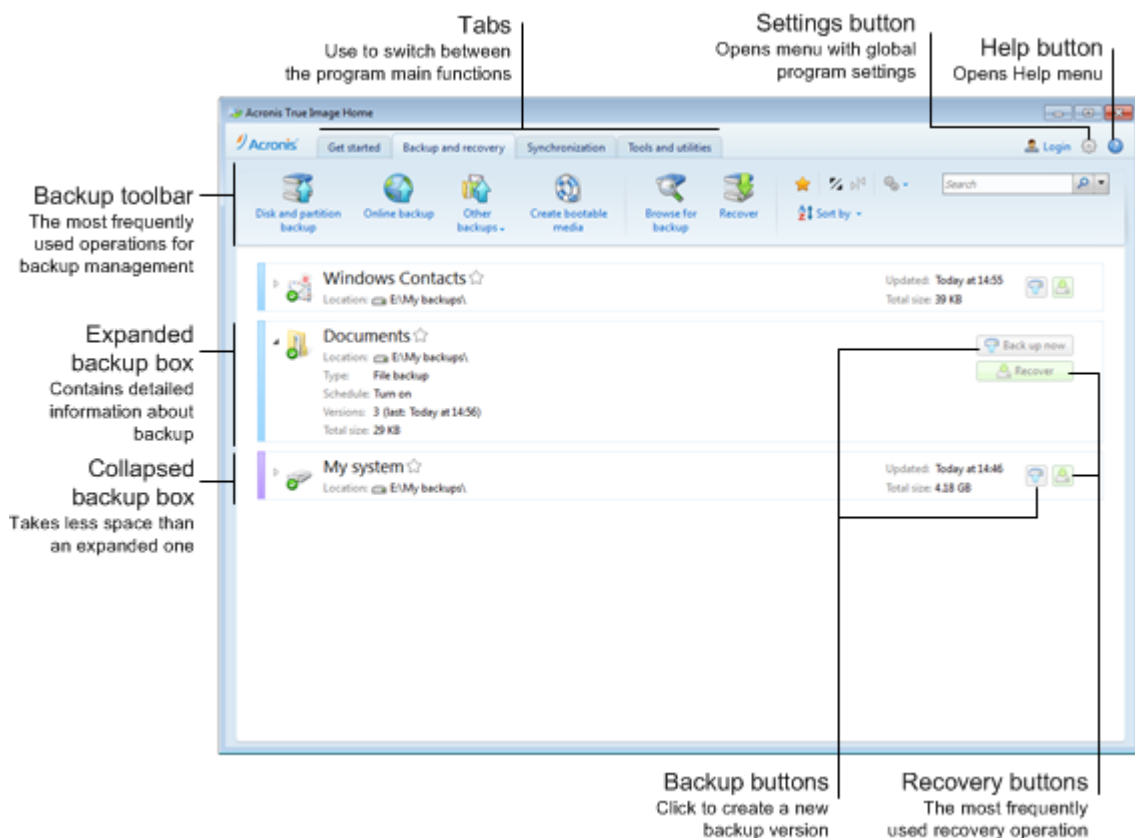 Tabs
Use to switch between
the program main functions
Settings button
Opens menu with global
program settings
Help button
Opens Help menu
Acronis True Image Home
Acronis
Get started
Backup and recovery
Synchronization
Tools and utilities
Login
Backup toolbar
The most frequently
used operations for
backup management
Disk and partition
backup
Online backup
Other
backups
Create bootable
media
Browse for
backup
Recover
Sort by
Search
Windows Contacts
Location: E:\My backups\
Updated: Today at 14:55
Total size: 39 KB
Expanded
backup box
Contains detailed
information about
backup
Documents
Location: E:\My backups\
Type: File backup
Schedule: Turn on
Versions: 3 (last: Today at 14:56)
Total size: 29 KB
Back up now
Recover
Collapsed
backup box
Takes less space than
an expanded one
My system
Location: E:\My backups\
Updated: Today at 14:46
Total size: 4.18 GB
Backup buttons
Click to create a new
backup version
Recovery buttons
The most frequently
used recovery operation